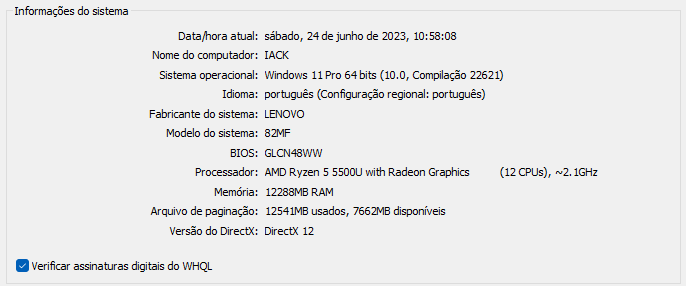 Informações do sistema
Data/hora atual: sábado, 24 de junho de 2023, 10:58:08
Nome do computador: IACK
Sistema operacional: Windows 11 Pro 64 bits (10.0, Compilação 22621)
Idioma: português (Configuração regional: português)
Fabricante do sistema: LENOVO
Modelo do sistema: 82MF
BIOS: GLCN48WW
Processador: AMD Ryzen 5 5500U with Radeon Graphics (12 CPUs), ~2.1GHz
Memória: 12288MB RAM
Arquivo de paginação: 12541MB usados, 7662MB disponíveis
Versão do DirectX: DirectX 12
Verificar assinaturas digitais do WHQL